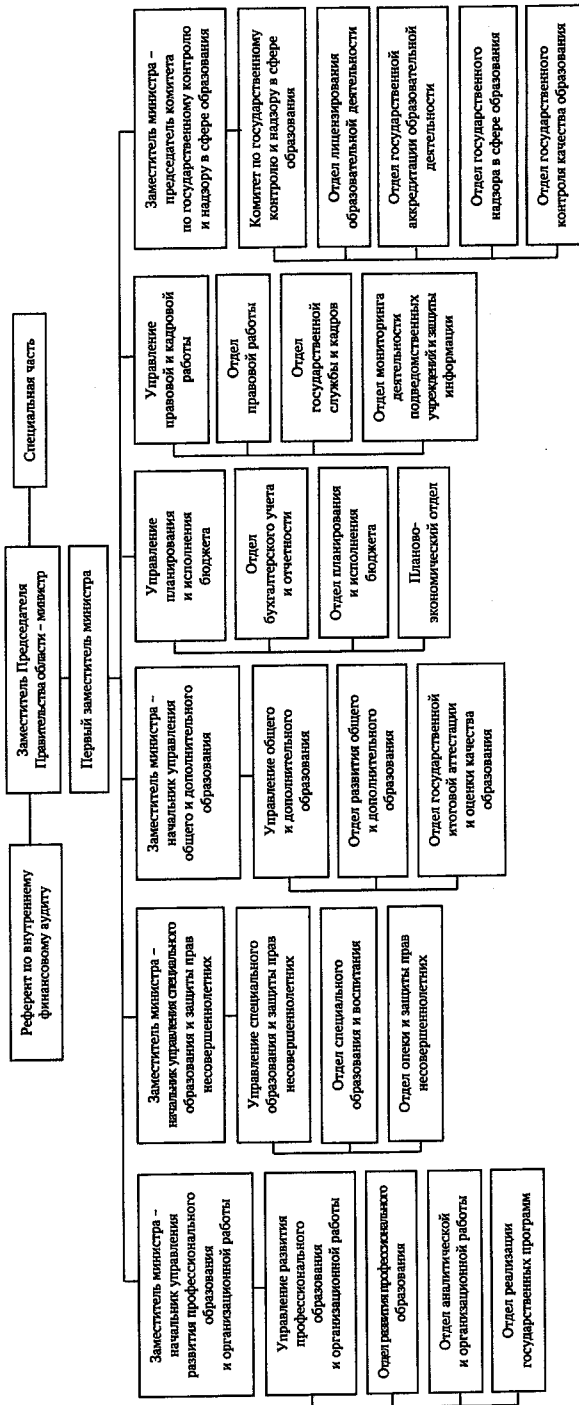 Референт по внутреннему
финансовому аудиту
Заместитель Председателя
Правительства области – министр
Специальная часть
Первый заместитель министра
Заместитель министра –
начальник управления
развития профессионального
образования
и организационной работы
Управление развития
профессионального
образования
и организационной работы
Отдел развития профессионального
образования
Отдел аналитической
и организационной работы
Отдел реализации
государственных программ
Заместитель министра –
начальник управления специального
образования и защиты прав
несовершеннолетних
Управление специального
образования и защиты прав
несовершеннолетних
Отдел специального
образования и воспитания
Отдел опеки и защиты прав
несовершеннолетних
Заместитель министра –
начальник управления
общего и дополнительного
образования
Управление общего
и дополнительного
образования
Отдел развития общего
и дополнительного
образования
Отдел государственной
итоговой аттестации
и оценки качества
образования
Управление
планирования
и исполнения
бюджета
Отдел
бухгалтерского учета
и отчетности
Отдел планирования
и исполнения
бюджета
Планово-
экономический отдел
Управление
правовой и кадровой
работы
Отдел
правовой работы
Отдел
государственной
службы и кадров
Отдел мониторинга
деятельности
подведомственных
учреждений и защиты
информации
Заместитель министра –
председатель комитета
по государственному контролю
и надзору в сфере образования
Комитет по государственному
контролю и надзору в сфере
образования
Отдел лицензирования
образовательной деятельности
Отдел государственной
аккредитации образовательной
деятельности
Отдел государственного
надзора в сфере образования
Отдел государственного
контроля качества образования